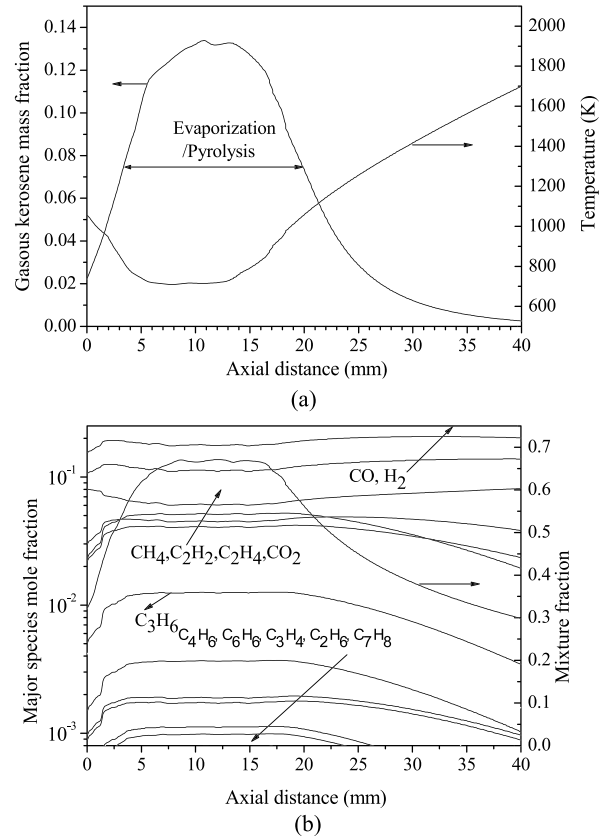 0.14
0.12
0.10
0.08
0.06
0.04
0.02
0.00
Gasous kerosene mass fraction
Evaporization
/Pyrolysis
2000
1800
1600
1400
1200
1000
800
600
Temperature (K)
0 5 10 15 20 25 30 35 40
Axial distance (mm)
(a)
10-1
10-2
10-3
Major species mole fraction
CO, H2
CH4,C2H2,C2H4,CO2
C3H6
C4H6, C6H6, C3H4, C2H6, C7H8
0.7
0.6
0.5
0.4
0.3
0.2
0.1
0.0
Mixture fraction
0 5 10 15 20 25 30 35 40
Axial distance (mm)
(b)